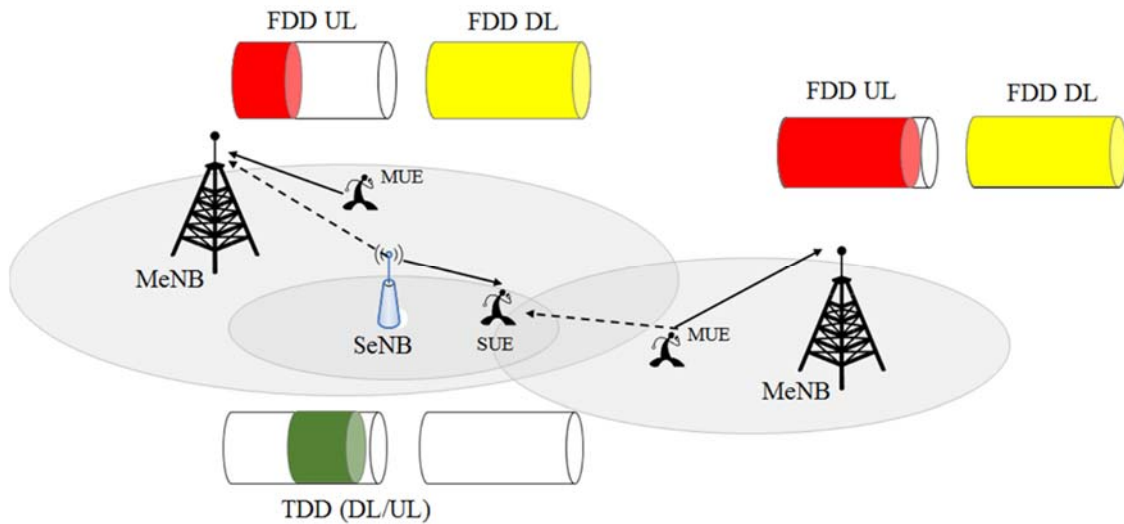 FDD UL
FDD DL
FDD UL
FDD DL
MUE
MeNB
SeNB
SUE
MUE
MeNB
TDD (DL/UL)